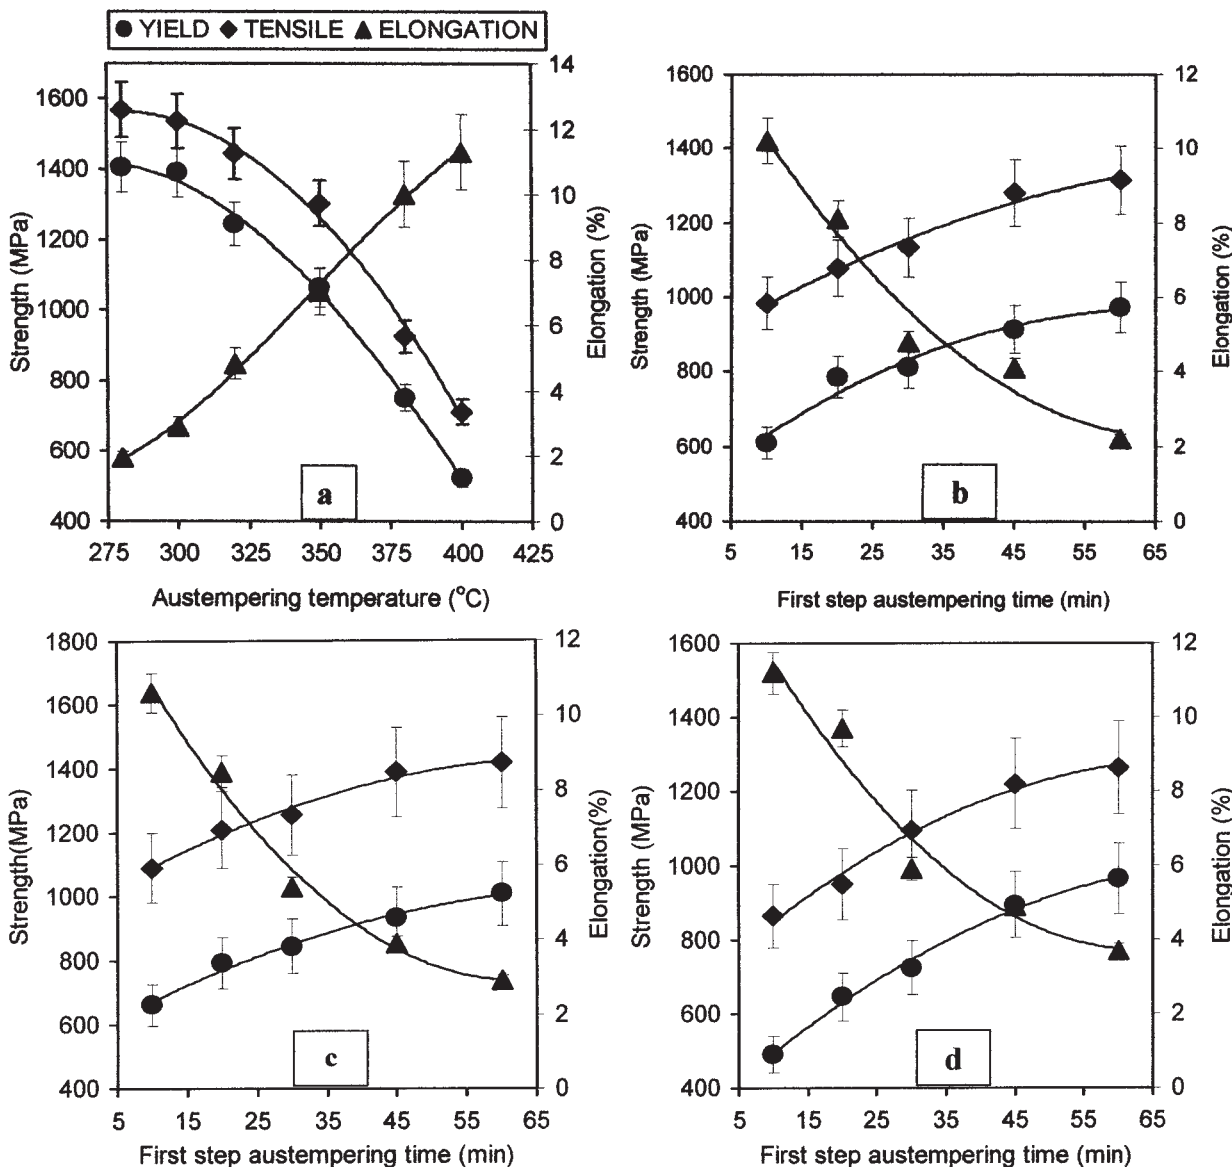 ● YIELD ◆ TENSILE ▲ ELONGATION
1600
1400
1200
1000
800
600
400
Strength (MPa)
14
12
10
8
6
4
2
0
Elongation (%)
a
275 300 325 350 375 400 425
Austempering temperature (°C)
1600
1400
1200
1000
800
600
400
Strength (MPa)
12
10
8
6
4
2
0
Elongation (%)
b
5 15 25 35 45 55 65
First step austempering time (min)
1800
1600
1400
1200
1000
800
600
400
Strength(MPa)
12
10
8
6
4
2
0
Elongation(%)
c
5 15 25 35 45 55 65
First step austempering time (min)
1600
1400
1200
1000
800
600
400
Strength (MPa)
12
10
8
6
4
2
0
Elongation (%)
d
5 15 25 35 45 55 65
First step austempering time (min)